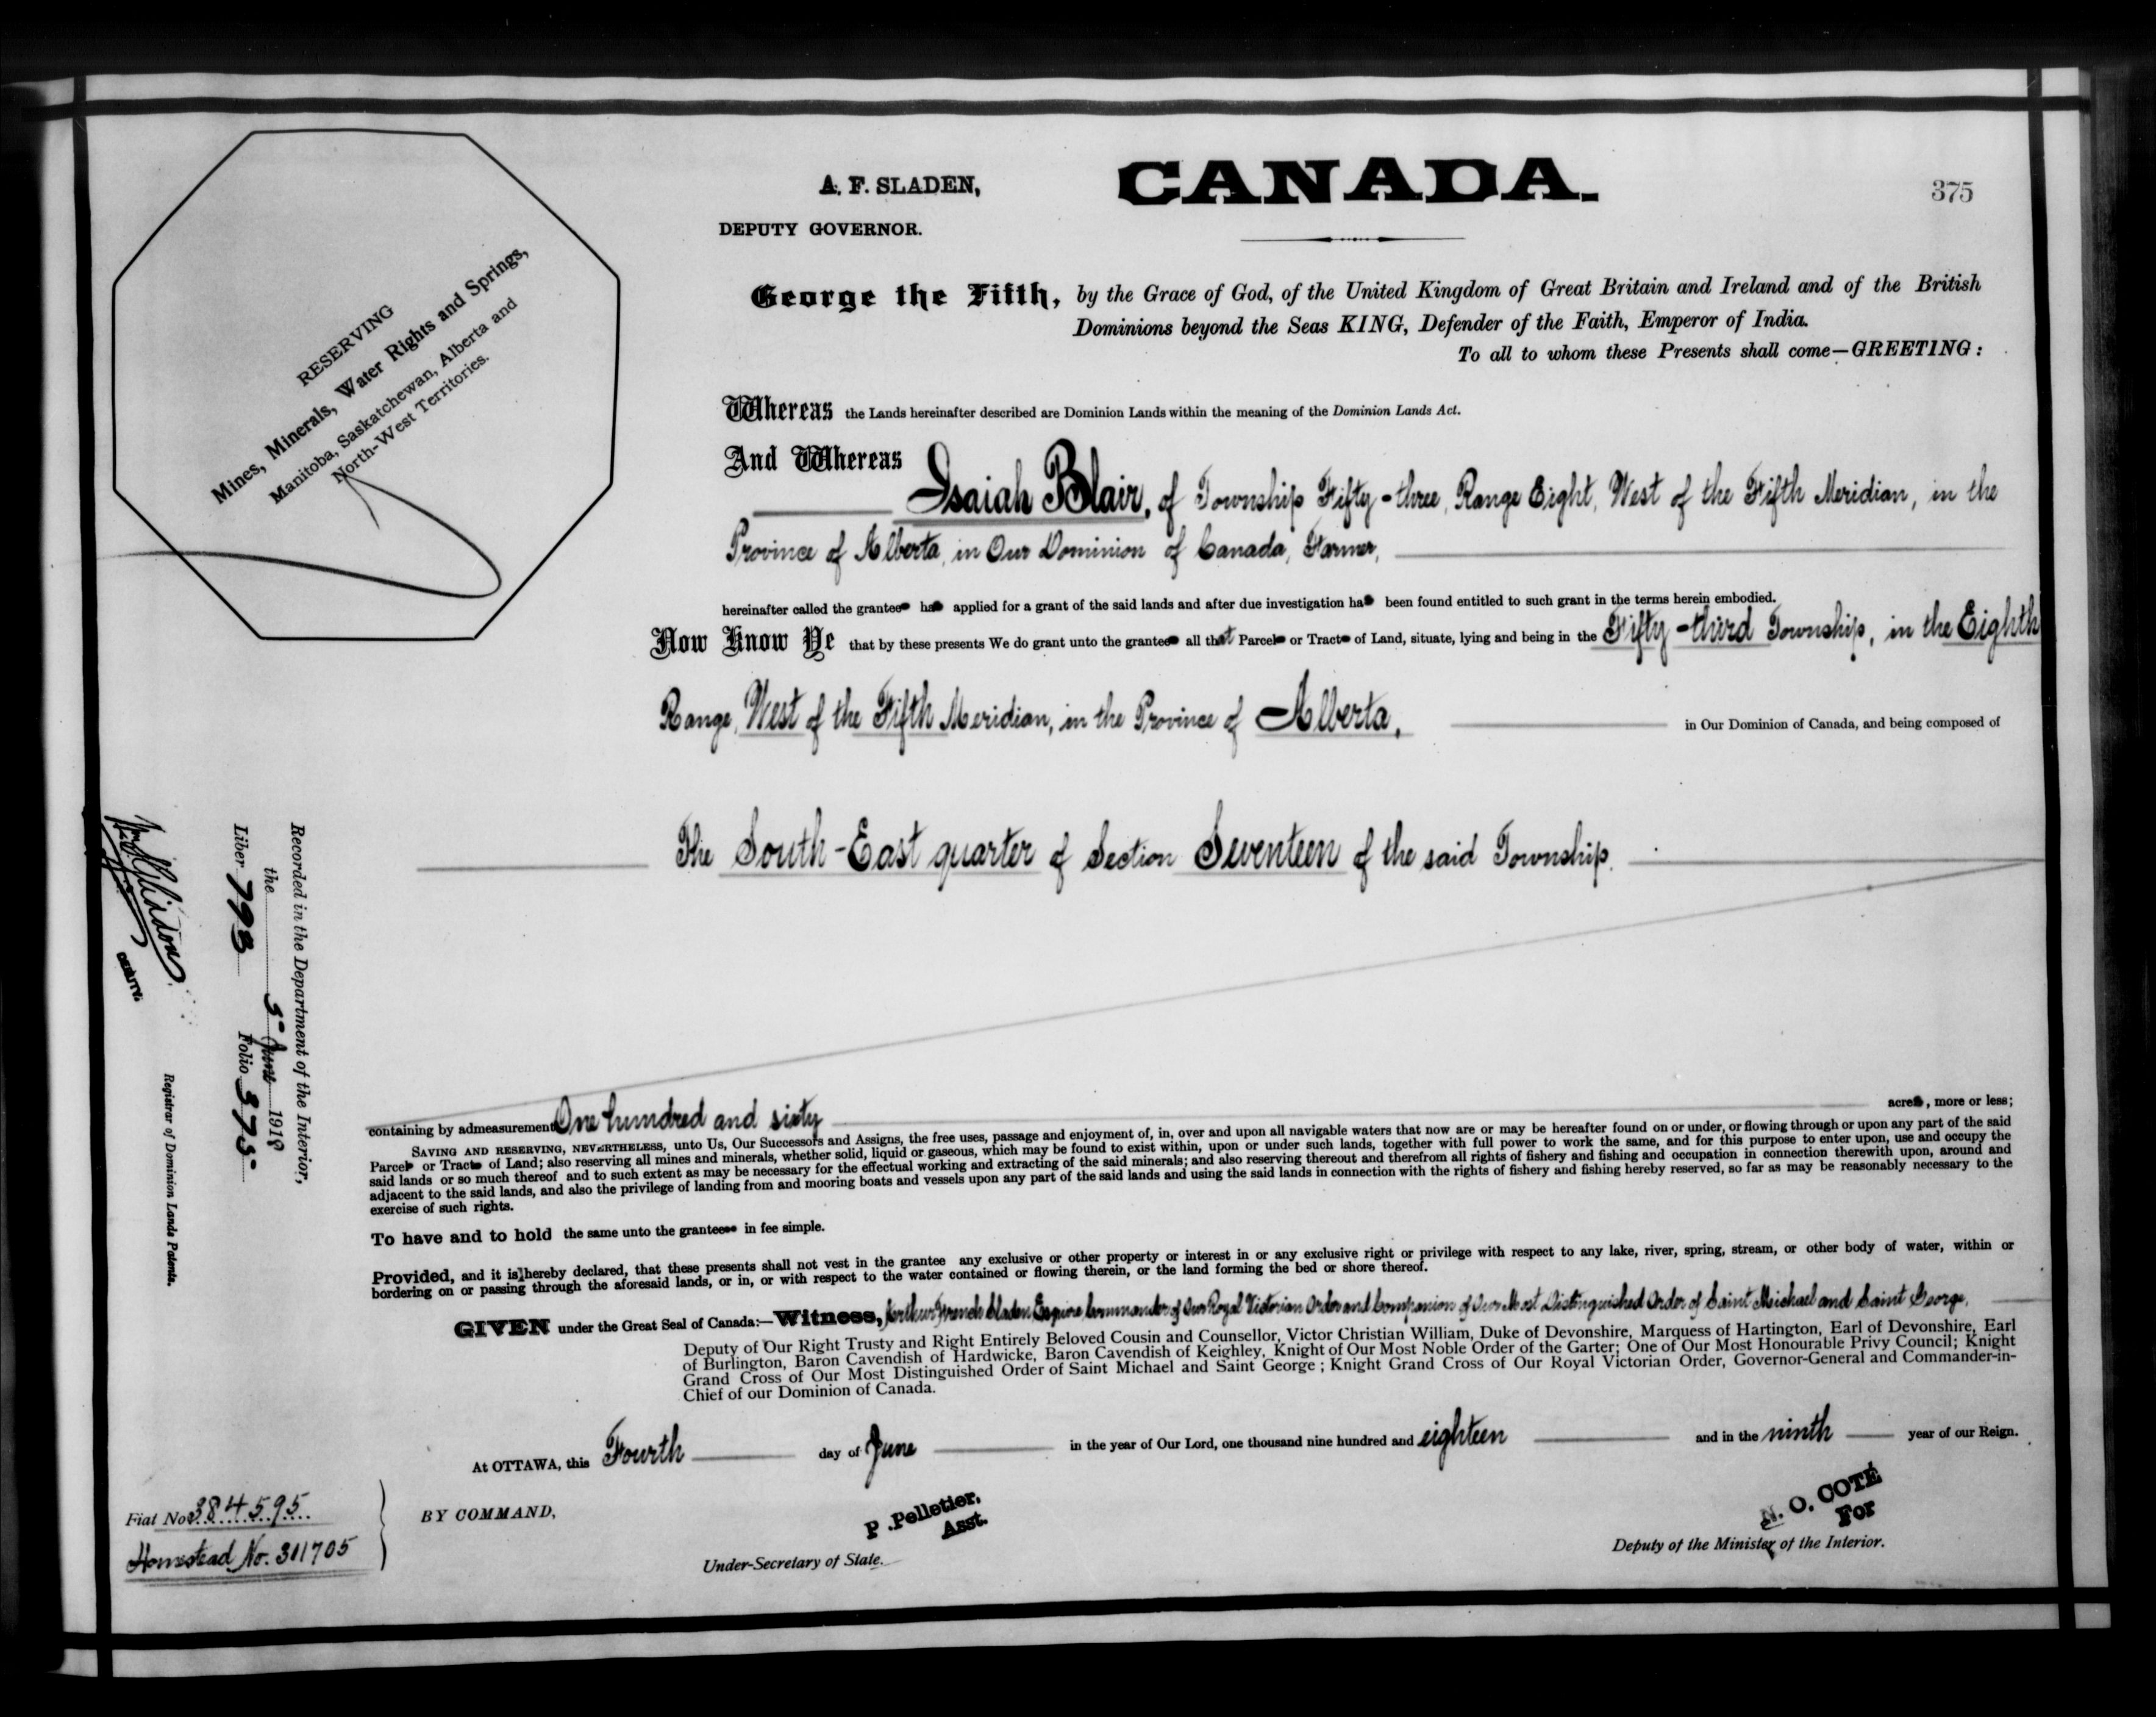 A. F. SLADEN,
DEPUTY GOVERNOR.
CANADA.
375
RESERVING
Mines, Minerals, Water Rights and Springs,
Manitoba, Saskatchewan, Alberta and
North-West Territories.
George the Fifth, by the Grace of God, of the United Kingdom of Great Britain and Ireland and of the British
Dominions beyond the Seas KING, Defender of the Faith, Emperor of India.
To all to whom these Presents shall come—GREETING:
Whereas the Lands hereinafter described are Dominion Lands within the meaning of the Dominion Lands Act.
And Whereas
Isaiah Blair, of Township Fifty-three, Range Eight, West of the Fifth Meridian, in the
Province of Alberta, in Our Dominion of Canada, Farmer,
hereinafter called the grantee has applied for a grant of the said lands and after due investigation has been found entitled to such grant in the terms herein embodied.
Now Know Ye that by these presents We do grant unto the grantee all that Parcel or Tract of Land, situate, lying and being in the Fifty-third Township, in the Eighth
Range, West of the Fifth Meridian, in the Province of Alberta, in Our Dominion of Canada, and being composed of
The South-East quarter of Section Seventeen of the said Township.
containing by admeasurement One hundred and sixty acres, more or less;
SAVING AND RESERVING, NEVERTHELESS, unto Us, Our Successors and Assigns, the free uses, passage and enjoyment of, in, over and upon all navigable waters that now are or may be hereafter found on or under, or flowing through or upon any part of the said
Parcel or Tract of Land; also reserving all mines and minerals, whether solid, liquid or gaseous, which may be found to exist within, upon or under such lands, together with full power to work the same, and for this purpose to enter upon, use and occupy the
said lands or so much thereof and to such extent as may be necessary for the effectual working and extracting of the said minerals; and also reserving thereout and therefrom all rights of fishery and fishing and occupation in connection therewith upon, around and
adjacent to the said lands, and also the privilege of landing from and mooring boats and vessels upon any part of the said lands and using the said lands in connection with the rights of fishery and fishing hereby reserved, so far as may be reasonably necessary to the
exercise of such rights.
To have and to hold the same unto the grantee in fee simple.
Provided, and it is hereby declared, that these presents shall not vest in the grantee any exclusive or other property or interest in or any exclusive right or privilege with respect to any lake, river, spring, stream, or other body of water, within or
bordering on or passing through the aforesaid lands, or in, or with respect to the water contained or flowing therein, or the land forming the bed or shore thereof.
GIVEN under the Great Seal of Canada:—Witness, Arthur French Sladen, Esquire, Commander of Our Royal Victorian Order and Companion of Our Most Distinguished Order of Saint Michael and Saint George,
Deputy of Our Right Trusty and Right Entirely Beloved Cousin and Counsellor, Victor Christian William, Duke of Devonshire, Marquess of Hartington, Earl of Devonshire, Earl
of Burlington, Baron Cavendish of Hardwicke, Baron Cavendish of Keighley, Knight of Our Most Noble Order of the Garter; One of Our Most Honourable Privy Council; Knight
Grand Cross of Our Most Distinguished Order of Saint Michael and Saint George; Knight Grand Cross of Our Royal Victorian Order, Governor-General and Commander-in-
Chief of our Dominion of Canada.
At OTTAWA, this Fourth day of June in the year of Our Lord, one thousand nine hundred and eighteen and in the ninth year of our Reign.
BY COMMAND,
P. Pelletier,
Asst.
Under-Secretary of State.
N. O. COTÉ
For
Deputy of the Minister of the Interior.
Fiat No. 384595
Homestead No. 311705
Recorded in the Department of the Interior,
the 5th June 1918
Liber 798 Folio 375
Registrar of Dominion Lands Patents.